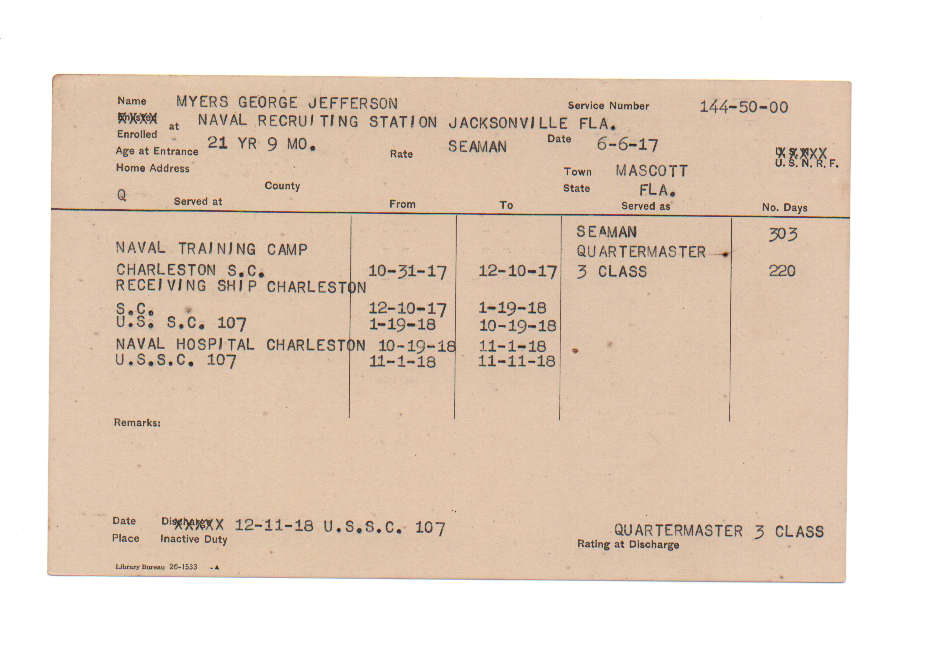 Name MYERS GEORGE JEFFERSON Service Number 144-50-00
Enrolled at NAVAL RECRUITING STATION JACKSONVILLE FLA.
Age at Entrance 21 YR 9 MO. Rate SEAMAN Date 6-6-17 U.S.N.R.F.
Home Address Town MASCOTT
Q County State FLA.
Served at From To Served as No. Days
SEAMAN 303
NAVAL TRAINING CAMP QUARTERMASTER
CHARLESTON S.C. 10-31-17 12-10-17 3 CLASS 220
RECEIVING SHIP CHARLESTON
S.C. 12-10-17 1-19-18
U.S. S.C. 107 1-19-18 10-19-18
NAVAL HOSPITAL CHARLESTON 10-19-18 11-1-18
U.S.S.C. 107 11-1-18 11-11-18
Remarks:
Date Discharge 12-11-18 U.S.S.C. 107 QUARTERMASTER 3 CLASS
Place Inactive Duty Rating at Discharge
Library Bureau 26-1533 -A